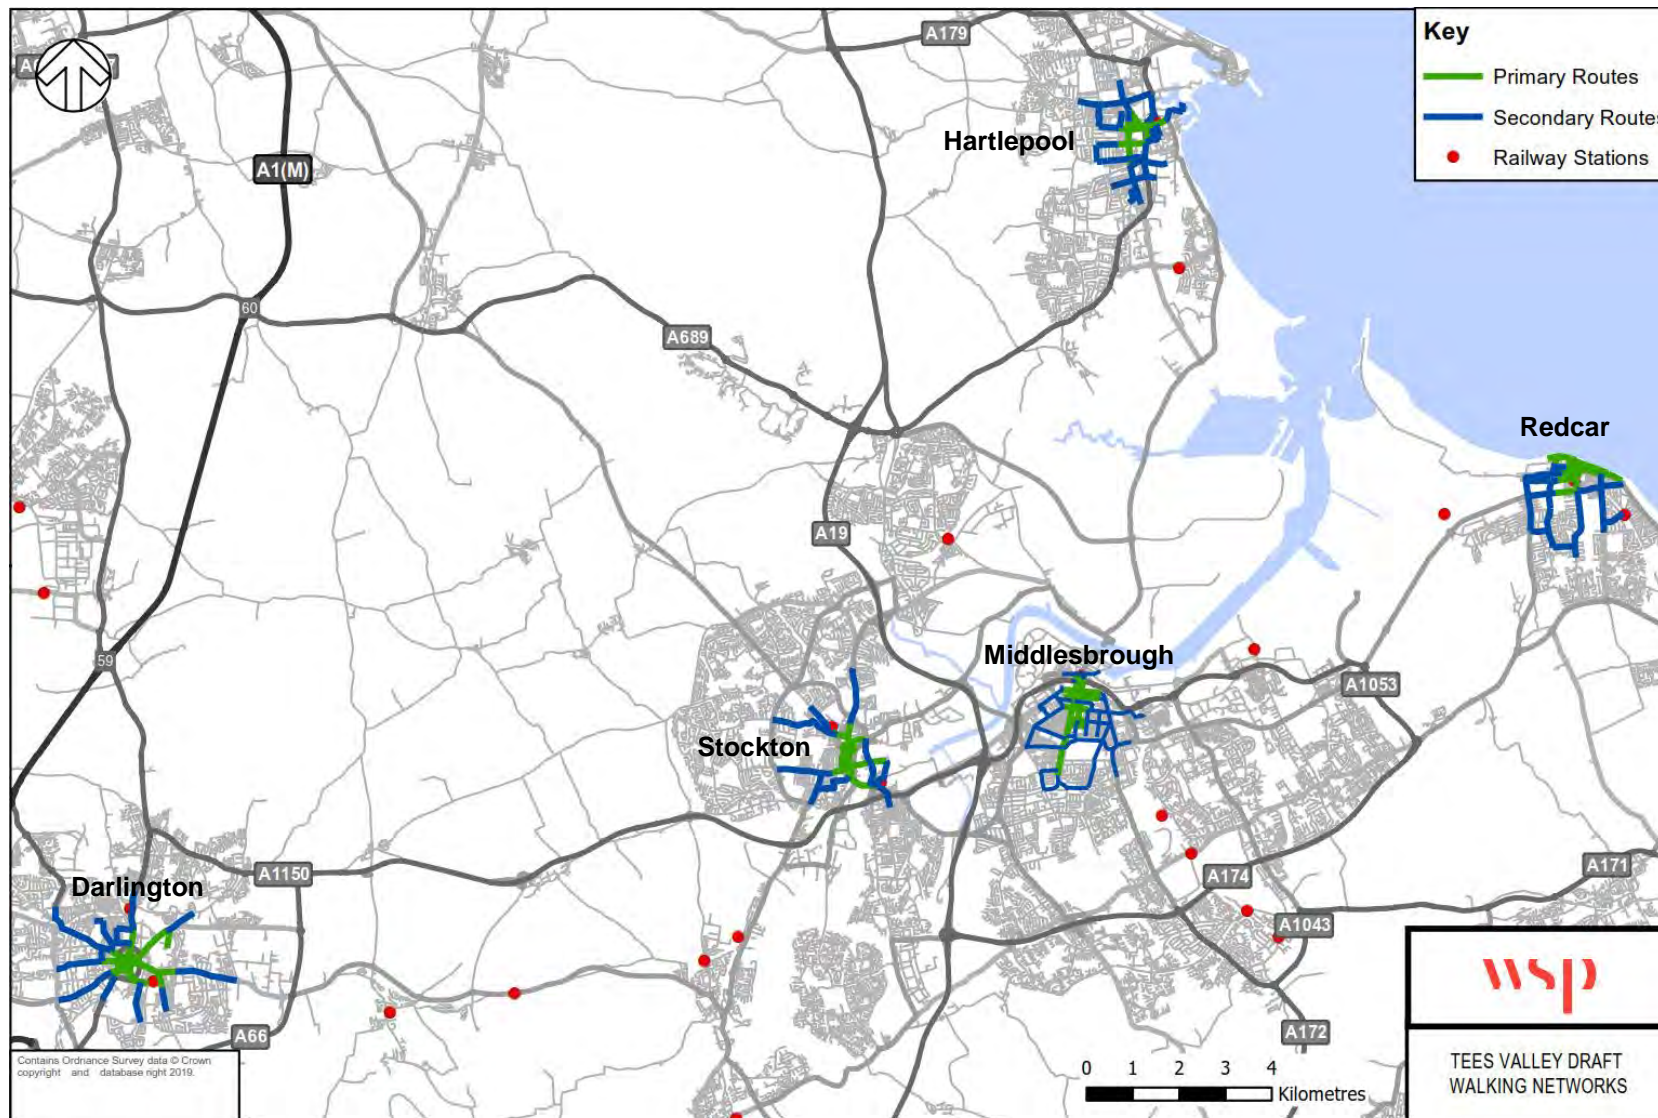 A179
Key
Primary Routes
Secondary Routes
Railway Stations
Hartlepool
A1(M)
60
A689
Redcar
A19
59
Middlesbrough
A1053
Stockton
A1150
Darlington
A171
A174
A1043
A66
A172
wsp
Contains Ordnance Survey data © Crown
copyright and database right 2019.
0 1 2 3 4
Kilometres
TEES VALLEY DRAFT
WALKING NETWORKS